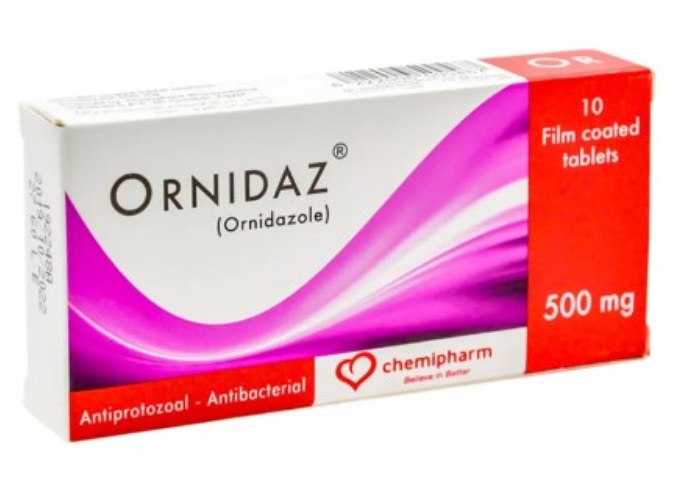 OR
10
Film coated
tablets
ORNIDAZ®
(Ornidazole)
500 mg
chemipharm
Believe in Better
Antiprotozoal - Antibacterial